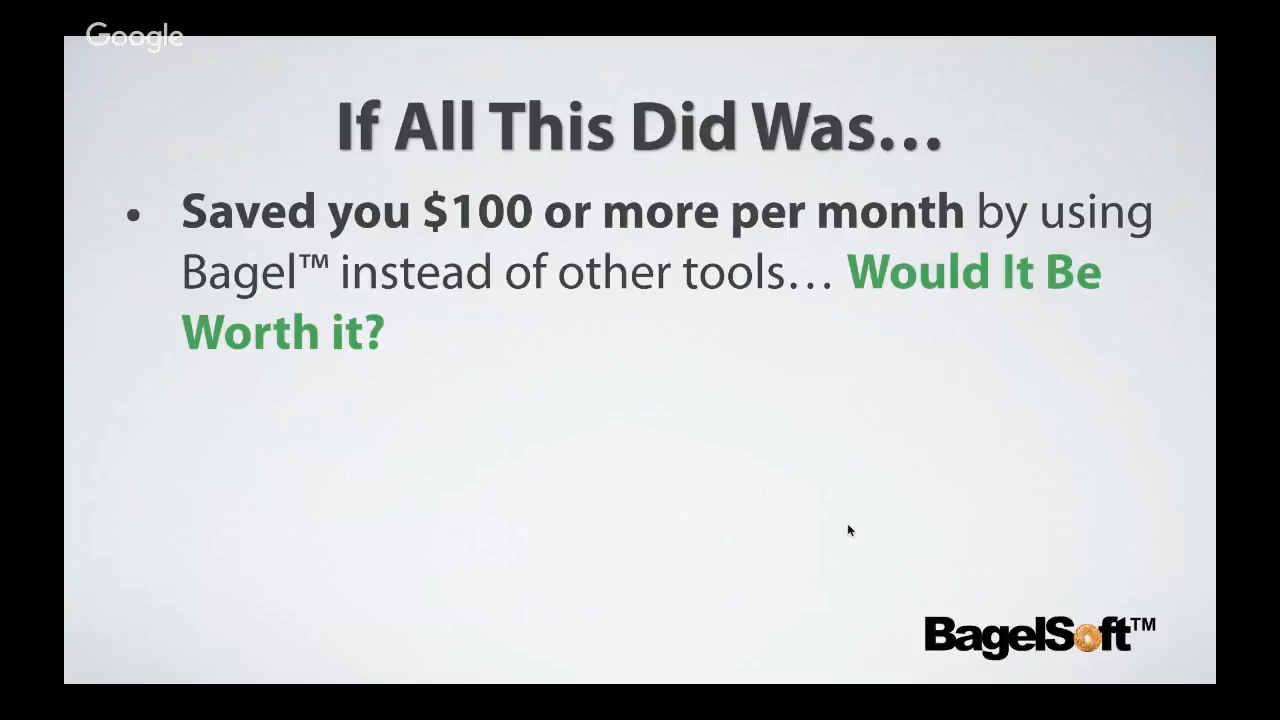 Google
If All This Did Was…
• Saved you $100 or more per month by using
Bagel™ instead of other tools… Would It Be
Worth it?
BagelSoft™